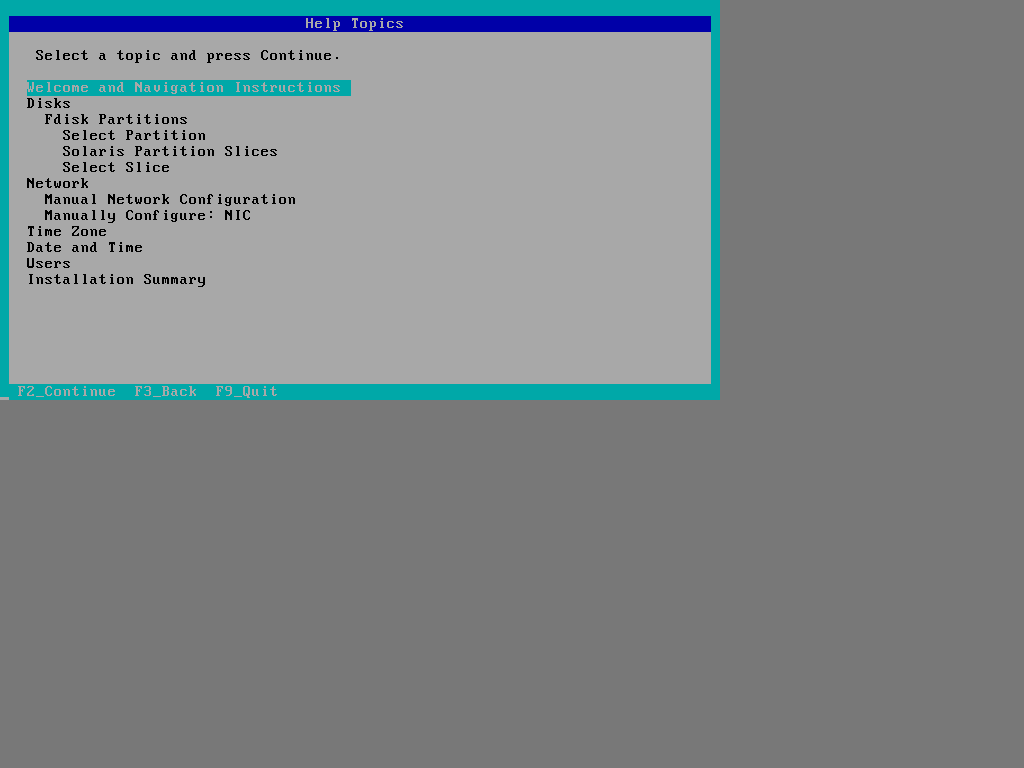 Help Topics
Select a topic and press Continue.
Welcome and Navigation Instructions
Disks
Fdisk Partitions
Select Partition
Solaris Partition Slices
Select Slice
Network
Manual Network Configuration
Manually Configure: NIC
Time Zone
Date and Time
Users
Installation Summary
F2_Continue F3_Back F9_Quit